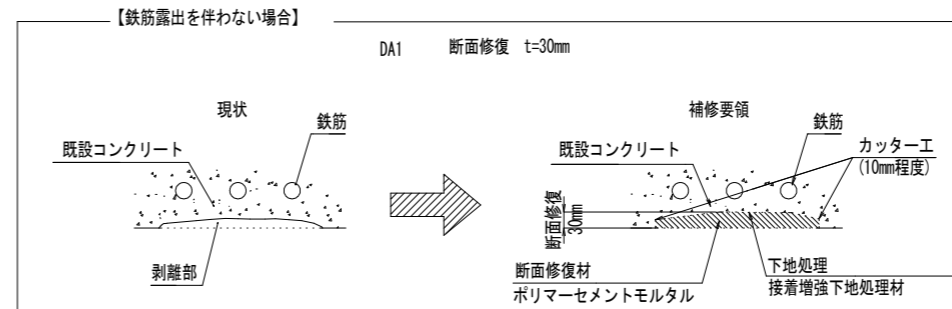 【鉄筋露出を伴わない場合】
DA1 断面修復 t=30mm
現状
鉄筋
既設コンクリート
剥離部
補修要領
鉄筋
既設コンクリート
カッター工
(10mm程度)
断面修復
30mm
断面修復材
ポリマーセメントモルタル
下地処理
接着増強下地処理材